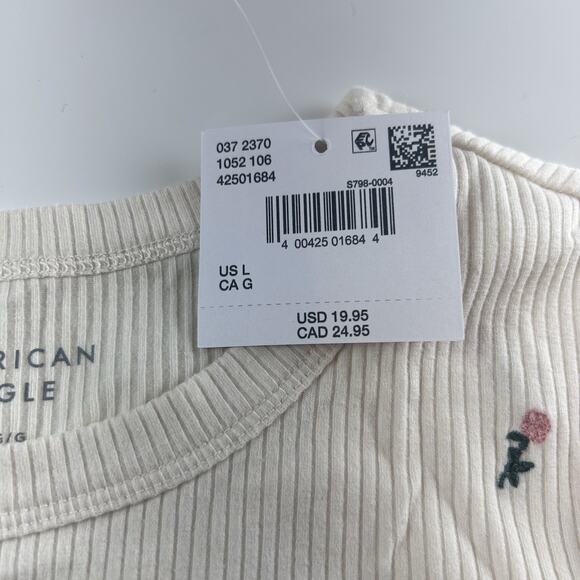 037 2370
1052 106
42501684
9452
S798-0004
4 00425 01684 4
US L
CA G
USD 19.95
CAD 24.95
RICAN
GLE
G/G